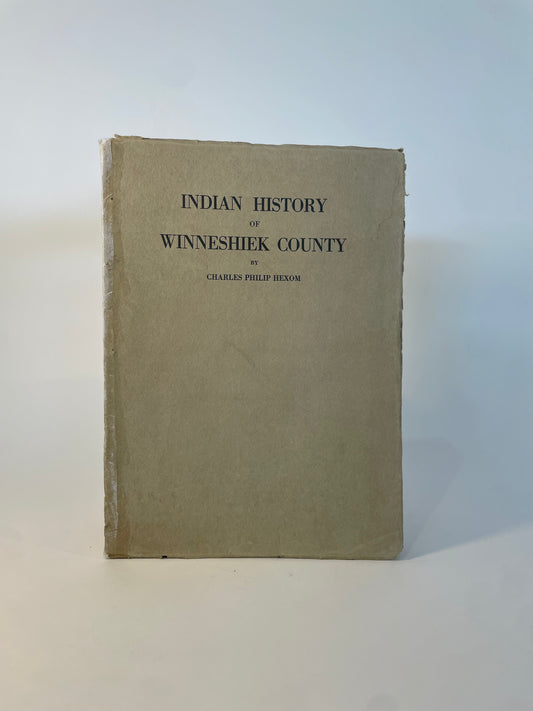 INDIAN HISTORY
OF
WINNESHIEK COUNTY
BY
CHARLES PHILIP HEXOM